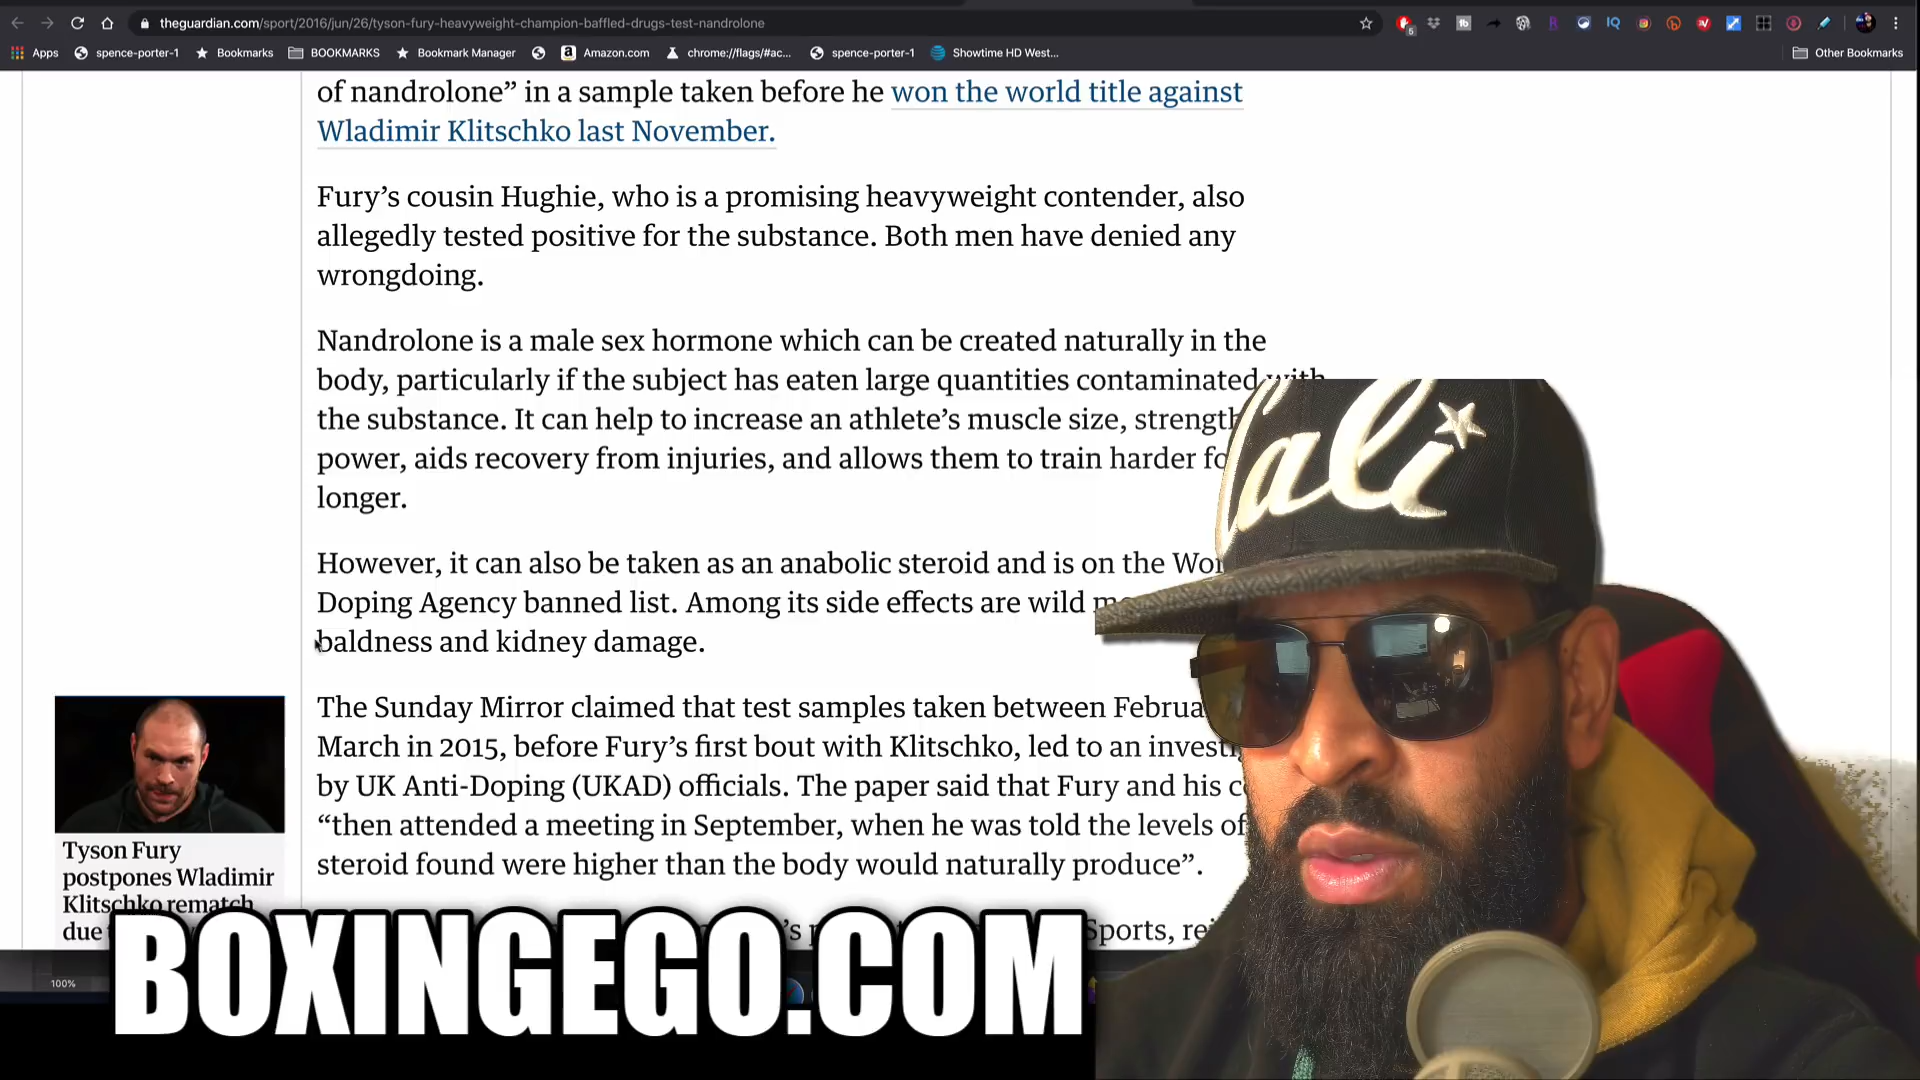 theguardian.com/sport/2016/jun/26/tyson-fury-heavyweight-champion-baffled-drugs-test-nandrolone
Apps spence-porter-1 Bookmarks BOOKMARKS Bookmark Manager Amazon.com chrome://flags/#ac... spence-porter-1 Showtime HD West... Other Bookmarks
of nandrolone” in a sample taken before he won the world title against
Wladimir Klitschko last November.
Fury’s cousin Hughie, who is a promising heavyweight contender, also
allegedly tested positive for the substance. Both men have denied any
wrongdoing.
Nandrolone is a male sex hormone which can be created naturally in the
body, particularly if the subject has eaten large quantities contaminated with
the substance. It can help to increase an athlete’s muscle size, strength
power, aids recovery from injuries, and allows them to train harder
longer.
However, it can also be taken as an anabolic steroid and is on the
Doping Agency banned list. Among its side effects are wild
baldness and kidney damage.
The Sunday Mirror claimed that test samples taken between
March in 2015, before Fury’s first bout with Klitschko, led to an
by UK Anti-Doping (UKAD) officials. The paper said that Fury and his
“then attended a meeting in September, when he was told the levels of
steroid found were higher than the body would naturally produce”.
Sports,
Tyson Fury
postpones Wladimir
Klitschko rematch
due
100%
BOXINGEGO.COM
Cali